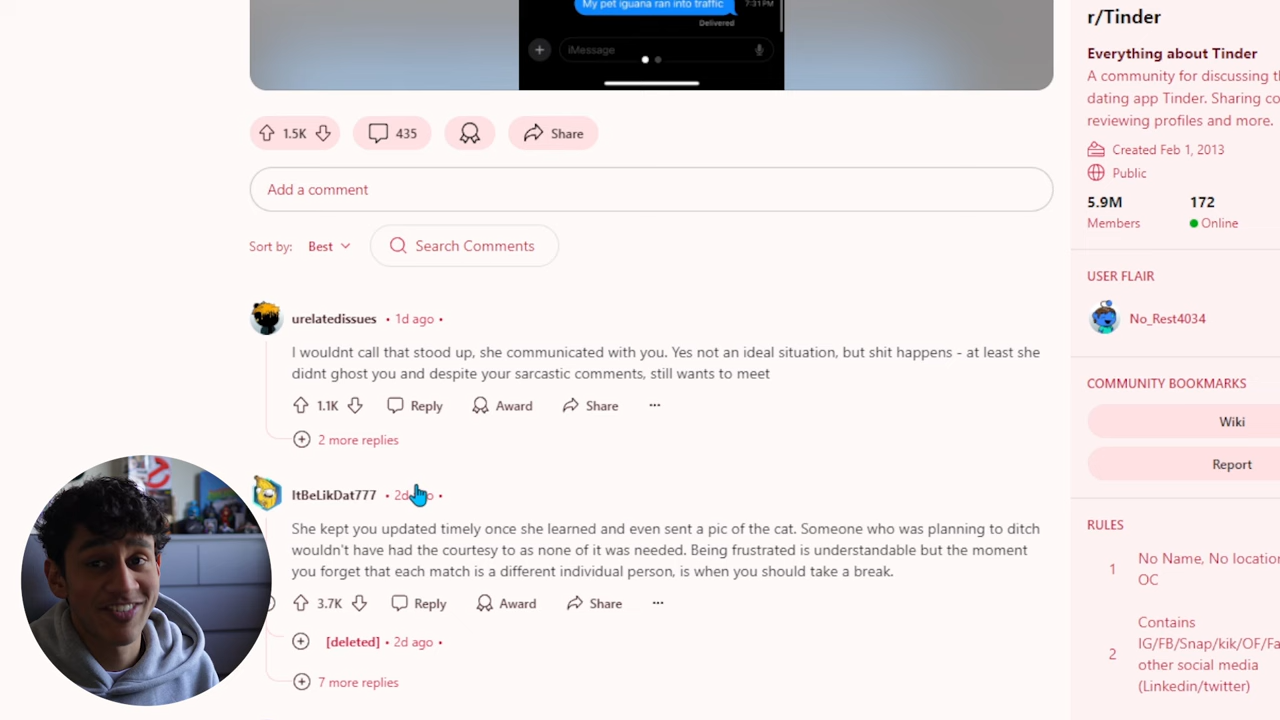 My pet iguana ran into traffic
7:31 PM
Delivered
iMessage
1.5K
435
Share
Add a comment
Sort by: Best
Search Comments
urelatedissues • 1d ago •
I wouldnt call that stood up, she communicated with you. Yes not an ideal situation, but shit happens - at least she
didnt ghost you and despite your sarcastic comments, still wants to meet
1.1K Reply Award Share ...
2 more replies
ItBeLikDat777 • 2d
She kept you updated timely once she learned and even sent a pic of the cat. Someone who was planning to ditch
wouldn't have had the courtesy to as none of it was needed. Being frustrated is understandable but the moment
you forget that each match is a different individual person, is when you should take a break.
3.7K Reply Award Share ...
[deleted] • 2d ago •
7 more replies
r/Tinder
Everything about Tinder
A community for discussing th
dating app Tinder. Sharing co
reviewing profiles and more.
Created Feb 1, 2013
Public
5.9M 172
Members Online
USER FLAIR
No_Rest4034
COMMUNITY BOOKMARKS
Wiki
Report
RULES
1 No Name, No location
OC
2 Contains
IG/FB/Snap/kik/OF/Fa
other social media
(Linkedin/twitter)